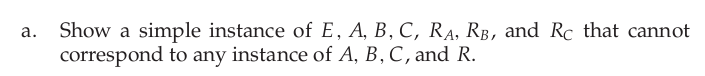 a. Show a simple instance of E, A, B, C, R_A, R_B, and R_C that cannot
correspond to any instance of A, B, C, and R.